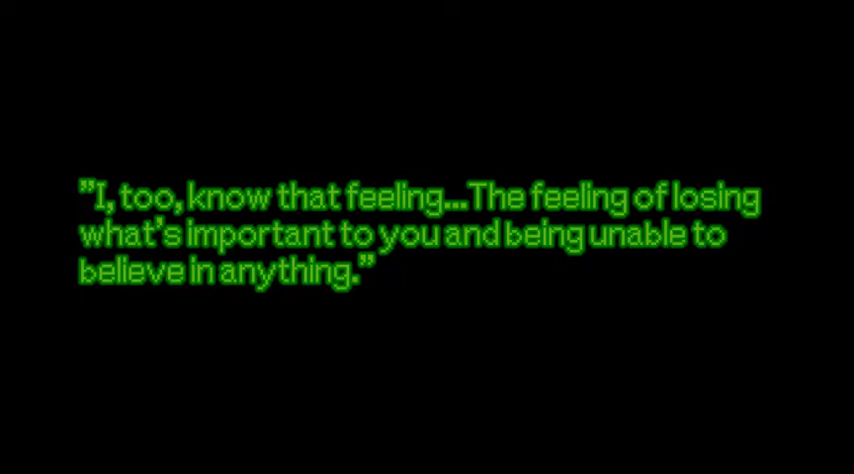 "I, too, know that feeling...The feeling of losing
what's important to you and being unable to
believe in anything."